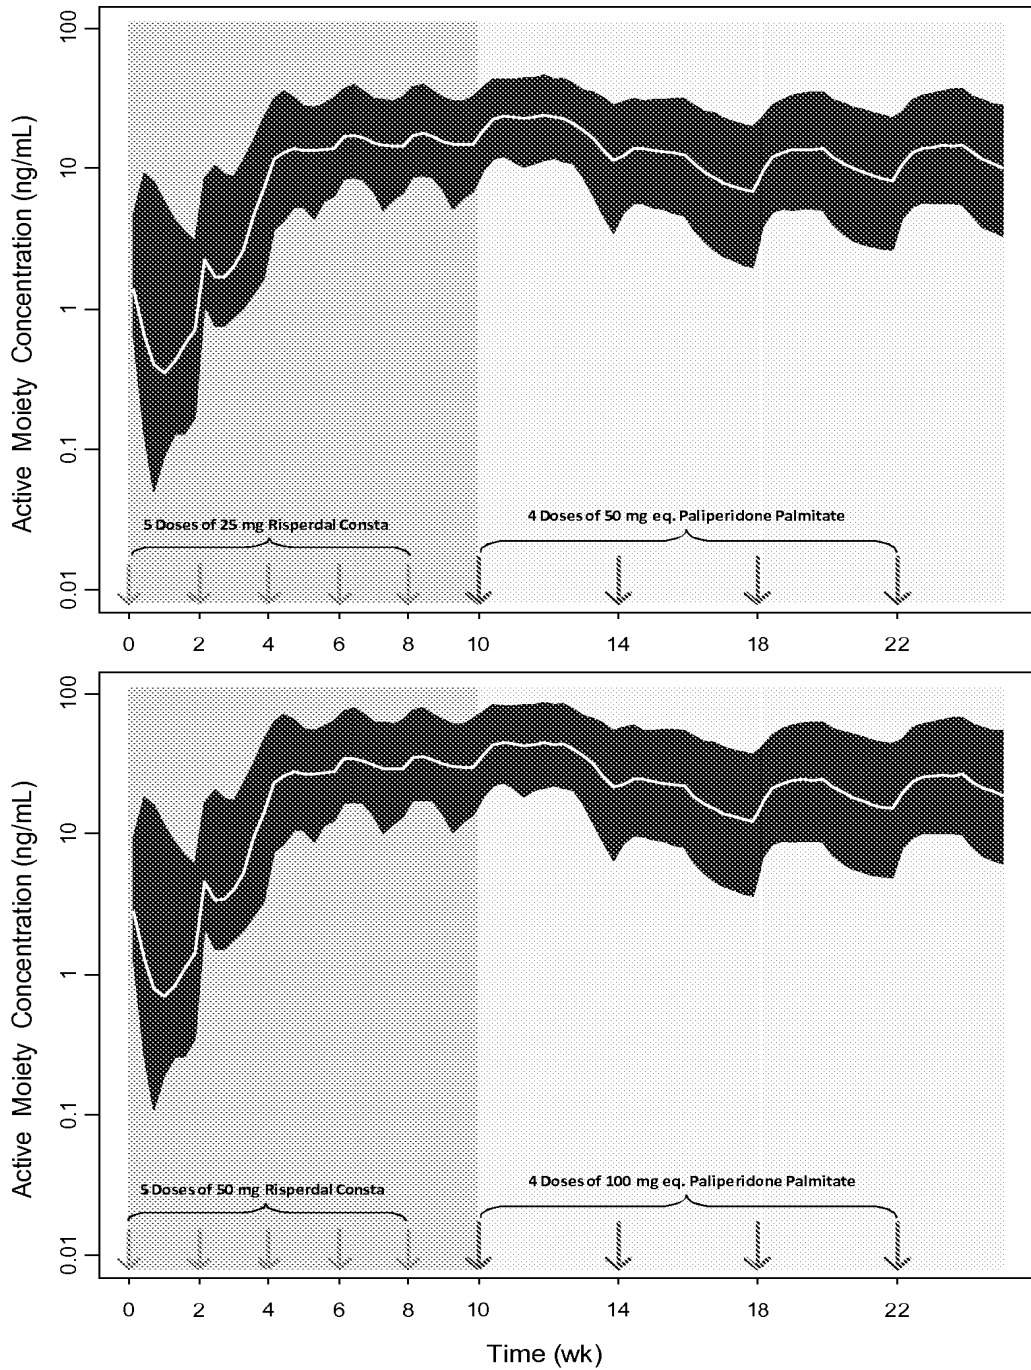 Active Moiety Concentration (ng/mL)
100
10
1
0.1
0.01
5 Doses of 25 mg Risperdal Consta
4 Doses of 50 mg eq. Paliperidone Palmitate
0 2 4 6 8 10 14 18 22
Active Moiety Concentration (ng/mL)
100
10
1
0.1
0.01
5 Doses of 50 mg Risperdal Consta
4 Doses of 100 mg eq. Paliperidone Palmitate
0 2 4 6 8 10 14 18 22
Time (wk)